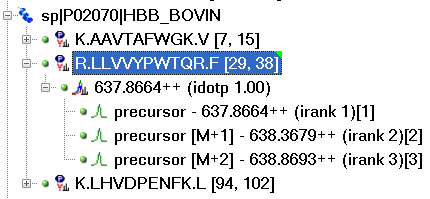 sp|P02070|HBB_BOVIN
K.AAVTAFWGK.V [7, 15]
R.LLVVYPWTQR.F [29, 38]
637.8664++ (idotp 1.00)
precursor - 637.8664++ (irank 1)[1]
precursor [M+1] - 638.3679++ (irank 2)[2]
precursor [M+2] - 638.8693++ (irank 3)[3]
K.LHVDPENFK.L [94, 102]